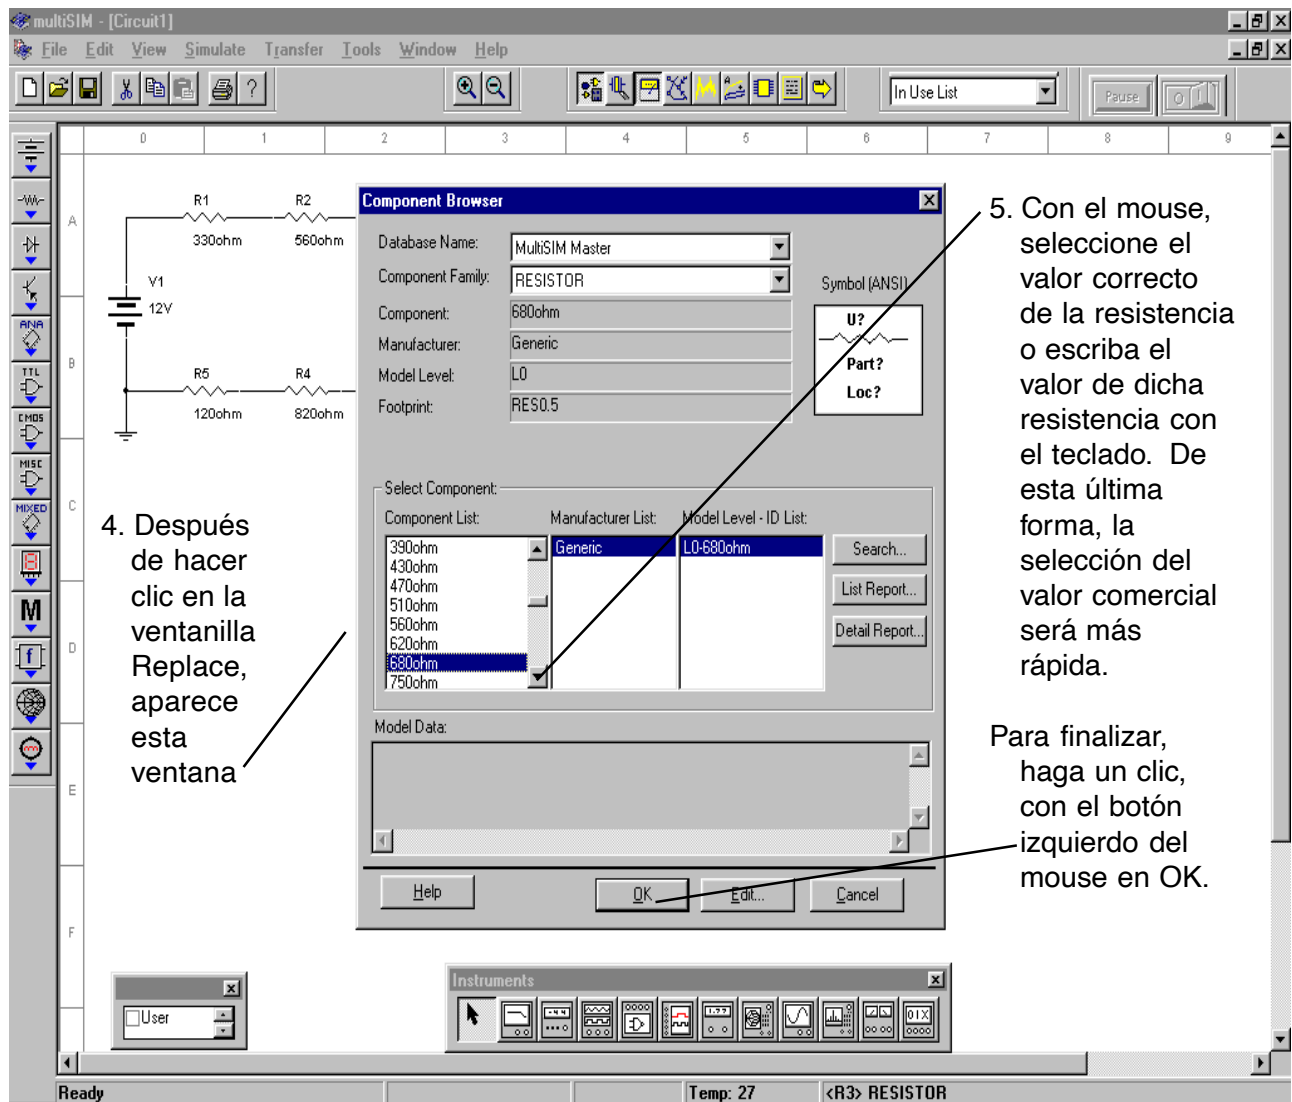 multiSIM - [Circuit1]
File Edit View Simulate Transfer Tools Window Help
In Use List
Pause
0 1 2 3 4 5 6 7 8 9
A
B
C
D
E
F
ANA
TTL
CMOS
MISC
MIXED
M
f
R1
330ohm
R2
560ohm
V1
12V
R5
120ohm
R4
820ohm
Component Browser
Database Name: MultiSIM Master
Component Family: RESISTOR
Component: 680ohm
Manufacturer: Generic
Model Level: L0
Footprint: RES0.5
Symbol (ANSI)
U?
Part?
Loc?
Select Component:
Component List: Manufacturer List: Model Level - ID List:
390ohm
430ohm
470ohm
510ohm
560ohm
620ohm
680ohm
750ohm
Generic
L0-680ohm
Search...
List Report...
Detail Report...
Model Data:
Help OK Edit... Cancel
4. Después
de hacer
clic en la
ventanilla
Replace,
aparece
esta
ventana
5. Con el mouse,
seleccione el
valor correcto
de la resistencia
o escriba el
valor de dicha
resistencia con
el teclado. De
esta última
forma, la
selección del
valor comercial
será más
rápida.
Para finalizar,
haga un clic,
con el botón
izquierdo del
mouse en OK.
User
Instruments
Ready
Temp: 27
<R3> RESISTOR